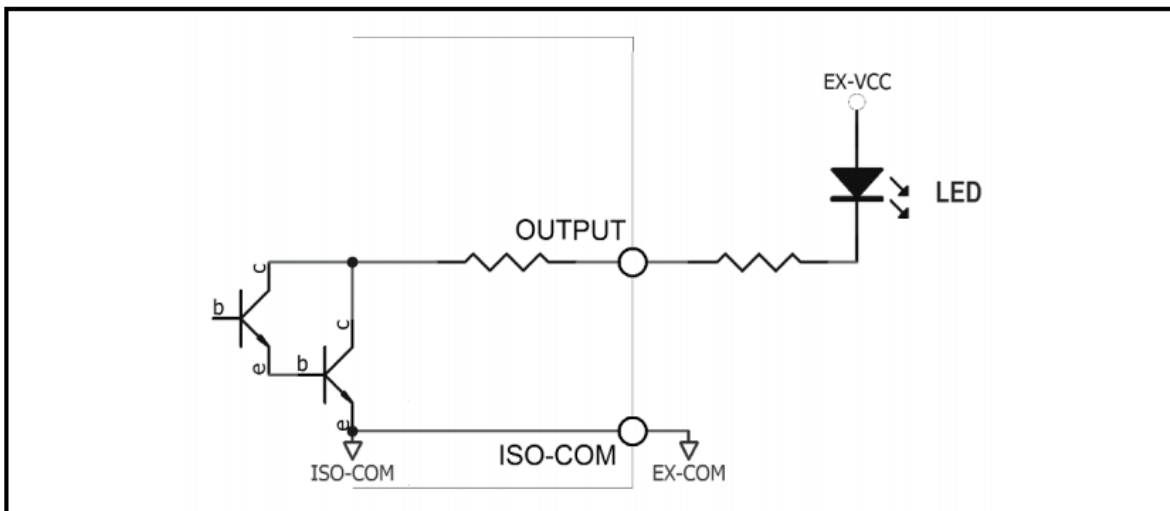 EX-VCC
LED
OUTPUT
c
b
c
e
b
e
ISO-COM
ISO-COM
EX-COM